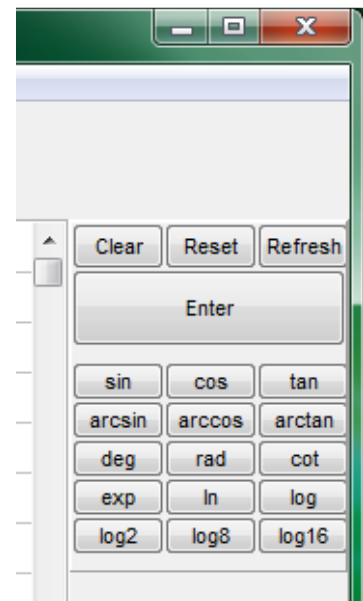 Clear Reset Refresh
Enter
sin cos tan
arcsin arccos arctan
deg rad cot
exp ln log
log2 log8 log16